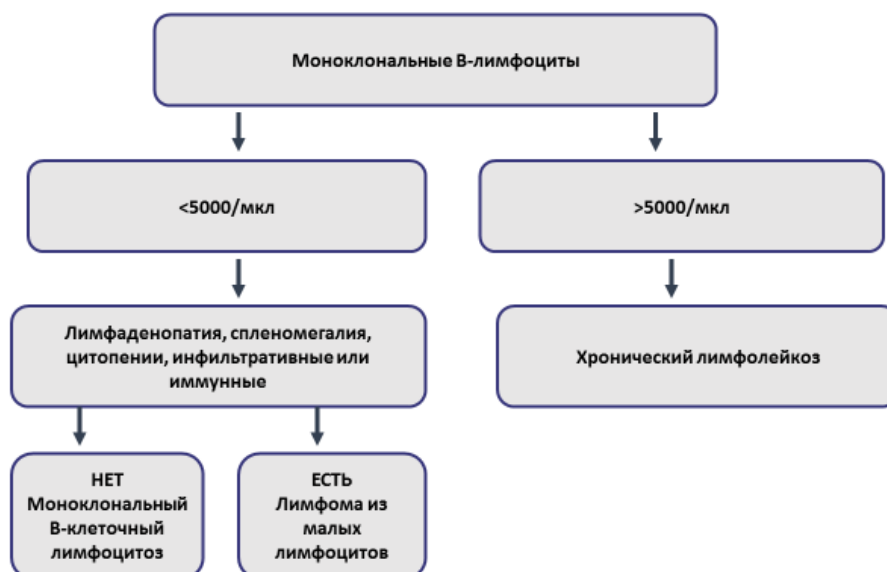 Моноклональные В-лимфоциты
<5000/мкл
>5000/мкл
Лимфаденопатия, спленомегалия,
цитопении, инфильтративные или
иммунные
Хронический лимфолейкоз
НЕТ
Моноклональный
В-клеточный
лимфоцитоз
ЕСТЬ
Лимфома из
малых
лимфоцитов